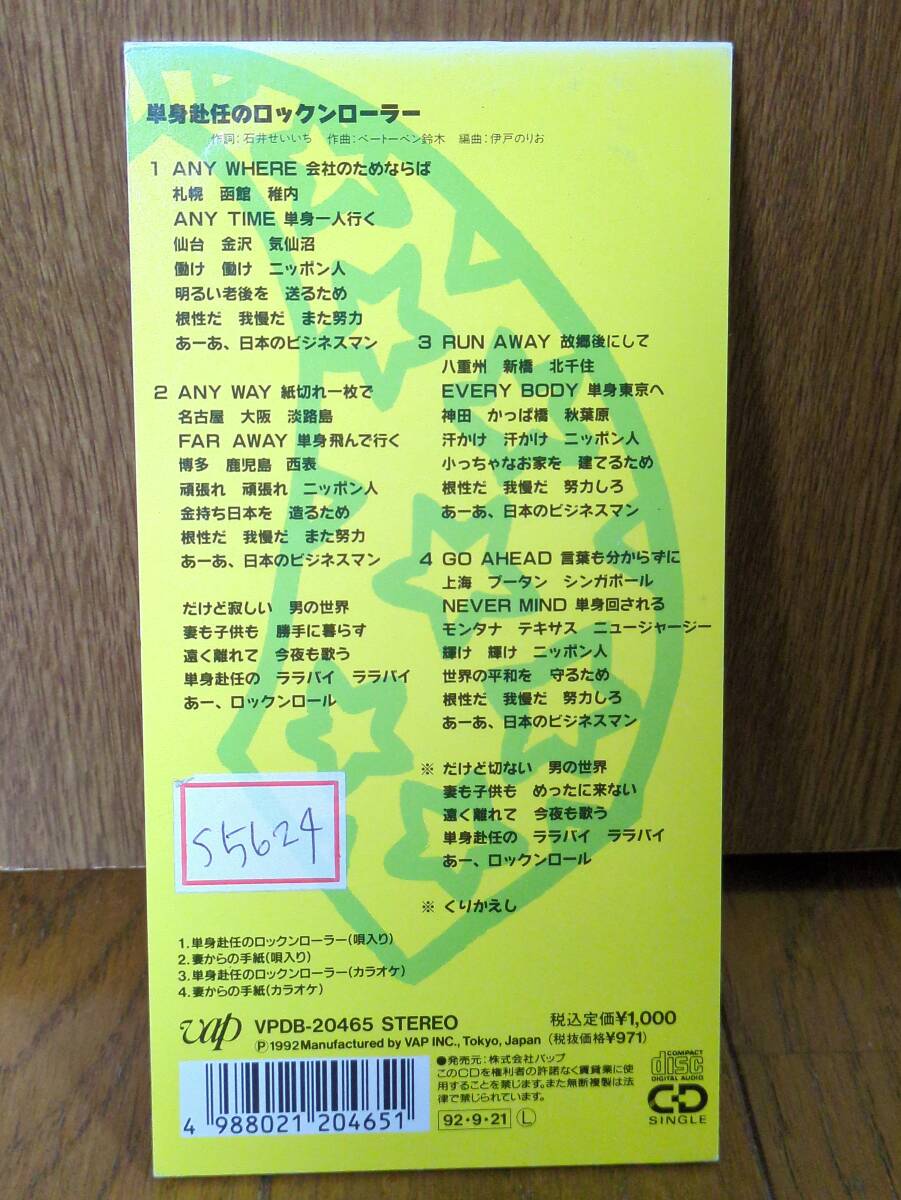 単身赴任のロックンローラー
作詞:石井せいいち 作曲:ベートーベン鈴木 編曲:伊戸のりお
1 ANY WHERE 会社のためならば
札幌 函館 稚内
ANY TIME 単身一人行く
仙台 金沢 気仙沼
働け 働け ニッポン人
明るい老後を 送るため
根性だ 我慢だ また努力
あーあ、日本のビジネスマン
2 ANY WAY 紙切れ一枚で
名古屋 大阪 淡路島
FAR AWAY 単身飛んで行く
博多 鹿児島 西表
頑張れ 頑張れ ニッポン人
金持ち日本を 造るため
根性だ 我慢だ また努力
あーあ、日本のビジネスマン
だけど寂しい 男の世界
妻も子供も 勝手に暮らす
遠く離れて 今夜も歌う
単身赴任の ララバイ ララバイ
あー、ロックンロール
3 RUN AWAY 故郷後にして
八重州 新橋 北千住
EVERY BODY 単身東京へ
神田 かっぱ橋 秋葉原
汗かけ 汗かけ ニッポン人
小っちゃなお家を 建てるため
根性だ 我慢だ 努力しろ
あーあ、日本のビジネスマン
4 GO AHEAD 言葉も分からずに
上海 ブータン シンガポール
NEVER MIND 単身回される
モンタナ テキサス ニュージャージー
輝け 輝け ニッポン人
世界の平和を 守るため
根性だ 我慢だ 努力しろ
あーあ、日本のビジネスマン
※ だけど切ない 男の世界
妻も子供も めったに来ない
遠く離れて 今夜も歌う
単身赴任の ララバイ ララバイ
あー、ロックンロール
※ くりかえし
S5624
1.単身赴任のロックンローラー(唄入り)
2.妻からの手紙(唄入り)
3.単身赴任のロックンローラー(カラオケ)
4.妻からの手紙(カラオケ)
vap VPDB-20465 STEREO
税込定価¥1,000
Ⓟ1992 Manufactured by VAP INC., Tokyo, Japan (税抜価格¥971)
●発売元:株式会社バップ
このCDを権利者の許諾なく賃貸業に使
用することを禁じます。また無断複製は法
律で禁じられています。
92・9・21 Ⓛ
COMPACT
disc
DIGITAL AUDIO
CD
SINGLE
4 988021 204651